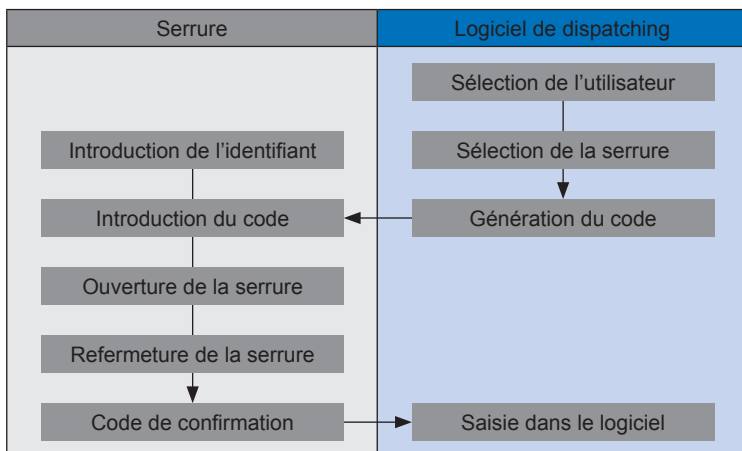 Serrure
Logiciel de dispatching
Sélection de l’utilisateur
Introduction de l’identifiant
Sélection de la serrure
Introduction du code
Génération du code
Ouverture de la serrure
Refermeture de la serrure
Code de confirmation
Saisie dans le logiciel